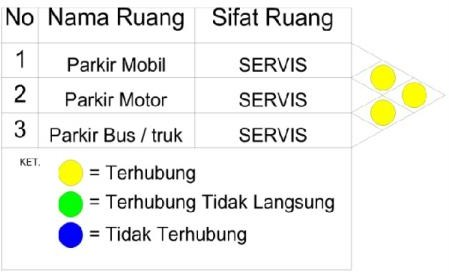 No Nama Ruang Sifat Ruang
1 Parkir Mobil SERVIS
2 Parkir Motor SERVIS
3 Parkir Bus / truk SERVIS
KET.
= Terhubung
= Terhubung Tidak Langsung
= Tidak Terhubung